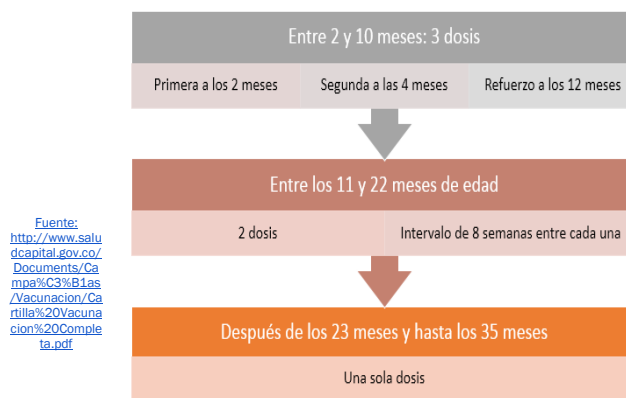 Entre 2 y 10 meses: 3 dosis
Primera a los 2 meses
Segunda a las 4 meses
Refuerzo a los 12 meses
Entre los 11 y 22 meses de edad
2 dosis
Intervalo de 8 semanas entre cada una
Después de los 23 meses y hasta los 35 meses
Una sola dosis
Fuente:
http://www.salu
dcapital.gov.co/
Documents/Ca
mpa%C3%B1as
/Vacunacion/Ca
rtilla%20Vacuna
cion%20Comple
ta.pdf